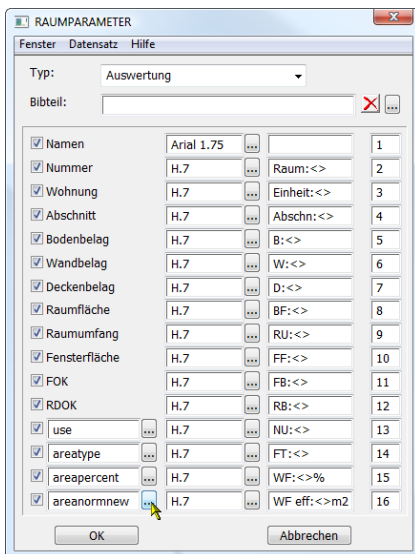 RAUMPARAMETER
Fenster Datensatz Hilfe
Typ: Auswertung
Bibteil: ...
Namen Arial 1.75 ... 1
Nummer H.7 ... Raum:<> 2
Wohnung H.7 ... Einheit:<> 3
Abschnitt H.7 ... Abschn:<> 4
Bodenbelag H.7 ... B:<> 5
Wandbelag H.7 ... W:<> 6
Deckenbelag H.7 ... D:<> 7
Raumfläche H.7 ... BF:<> 8
Raumumfang H.7 ... RU:<> 9
Fensterfläche H.7 ... FF:<> 10
FOK H.7 ... FB:<> 11
RDOK H.7 ... RB:<> 12
use ... H.7 ... NU:<> 13
areatype ... H.7 ... FT:<> 14
areapercent ... H.7 ... WF:<>% 15
areanormnew ... H.7 ... WF eff:<>m2 16
OK Abbrechen